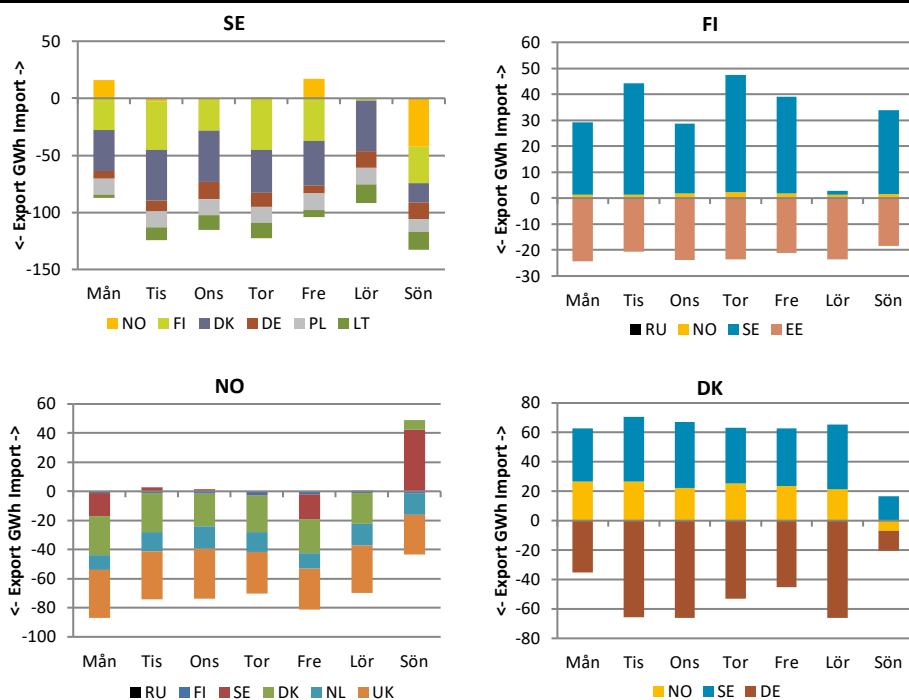 SE
<- Export GWh Import ->
50
0
-50
-100
-150
Mån Tis Ons Tor Fre Lör Sön
NO FI DK DE PL LT
FI
<- Export GWh Import ->
60
50
40
30
20
10
0
-10
-20
-30
Mån Tis Ons Tor Fre Lör Sön
RU NO SE EE
NO
<- Export GWh Import ->
60
40
20
0
-20
-40
-60
-80
-100
Mån Tis Ons Tor Fre Lör Sön
RU FI SE DK NL UK
DK
<- Export GWh Import ->
80
60
40
20
0
-20
-40
-60
-80
Mån Tis Ons Tor Fre Lör Sön
NO SE DE